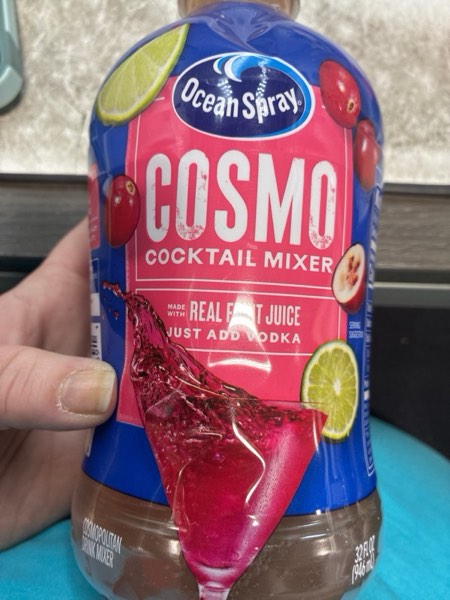 Ocean Spray
COSMO
COCKTAIL MIXER
MADE WITH REAL FRUIT JUICE
JUST ADD VODKA
COSMOPOLITAN
DRINK MIXER
32 FL OZ
(946 mL)